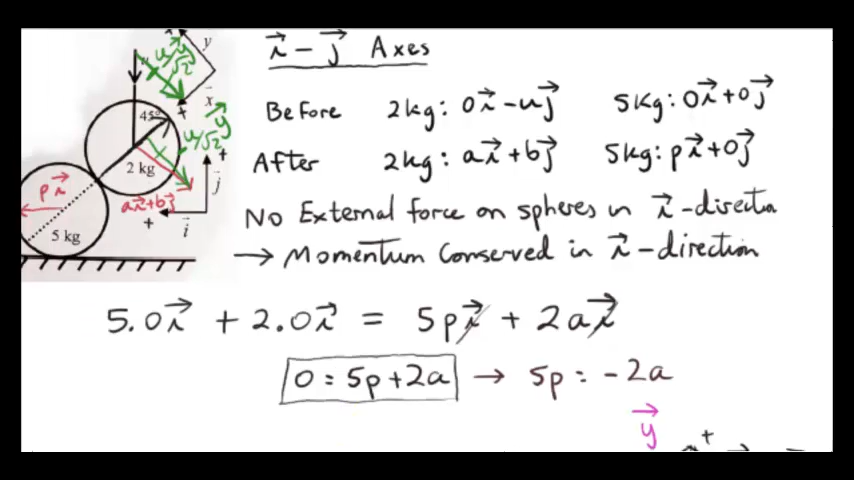 i⃗ - j⃗ Axes
Before 2kg: 0i⃗ - uj⃗ 5kg: 0i⃗+0j⃗
After 2kg: ai⃗+bj⃗ 5kg: pi⃗+0j⃗
No External force on spheres in i⃗-directio
→ Momentum Conserved in i⃗-direction
5.0i⃗ + 2.0i⃗ = 5pi⃗ + 2ai⃗
0 = 5p+2a → 5p = -2a
y⃗
+
y
u/√2
x⃗
+
45°
y⃗
u/√2
2 kg
+
j⃗
pi⃗
ai⃗+bj⃗
+
i⃗
5 kg